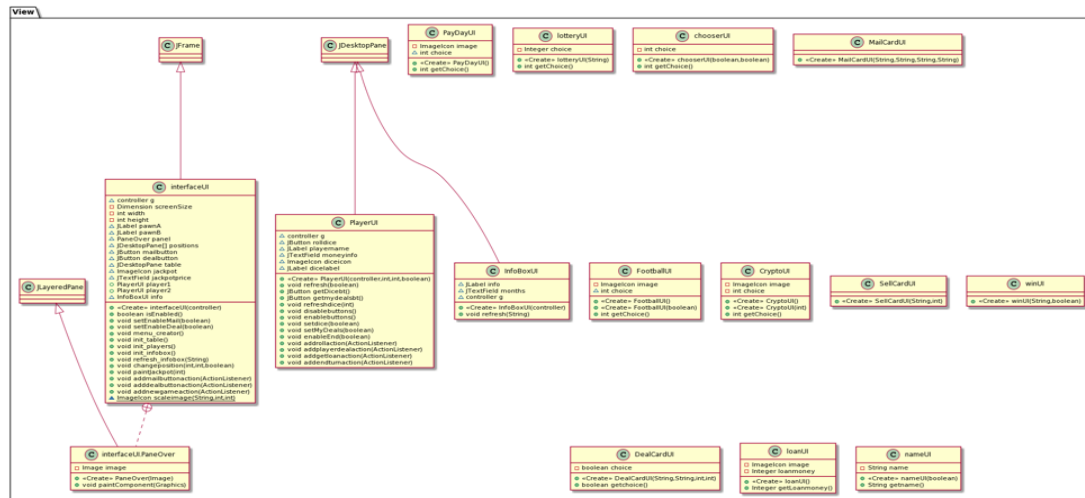 View
C JFrame
C JDesktopPane
C PayDayUI
ImageIcon image
int choice
«Create» PayDayUI()
int getChoice()
C lotteryUI
Integer choice
«Create» lotteryUI(String)
int getChoice()
C chooserUI
int choice
«Create» chooserUI(boolean,boolean)
int getChoice()
C MailCardUI
«Create» MailCardUI(String,String,String,String)
C interfaceUI
controller g
Dimension screenSize
int width
int height
JLabel pawnA
JLabel pawnB
PaneOver panel
JDesktopPane[] positions
JButton mailbutton
JButton dealbutton
JDesktopPane table
ImageIcon jackpot
JTextField jackpotprice
PlayerUI player1
PlayerUI player2
InfoBoxUI info
«Create» interfaceUI(controller)
boolean isEnabled()
void setEnableMail(boolean)
void setEnableDeal(boolean)
void menu_creator()
void init_table()
void init_players()
void init_infobox()
void refresh_infobox(String)
void changeposition(int,int,boolean)
void paintJackpot(int)
void addmailbuttonaction(ActionListener)
void adddealbuttonaction(ActionListener)
void addnewgameaction(ActionListener)
ImageIcon scaleimage(String,int,int)
C PlayerUI
controller g
JButton rolldice
JLabel playername
JTextField moneyinfo
ImageIcon diceicon
JLabel dicelabel
«Create» PlayerUI(controller,int,int,boolean)
void refresh(boolean)
JButton getDicebt()
JButton getmydealsbt()
void refreshdice(int)
void disablebuttons()
void enablebuttons()
void setdice(boolean)
void setMyDeals(boolean)
void enableEnd(boolean)
void addrollaction(ActionListener)
void addplayerdealaction(ActionListener)
void addgetloanaction(ActionListener)
void addendturnaction(ActionListener)
C InfoBoxUI
JLabel info
JTextField months
controller g
«Create» InfoBoxUI(controller)
void refresh(String)
C FootballUI
ImageIcon image
int choice
«Create» FootballUI()
«Create» FootballUI(boolean)
int getChoice()
C CryptoUI
ImageIcon image
int choice
«Create» CryptoUI()
«Create» CryptoUI(int)
int getChoice()
C SellCardUI
«Create» SellCardUI(String,int)
C winUI
«Create» winUI(String,boolean)
C JLayeredPane
C interfaceUI.PaneOver
Image image
«Create» PaneOver(Image)
void paintComponent(Graphics)
C DealCardUI
boolean choice
«Create» DealCardUI(String,String,int,int)
boolean getchoice()
C loanUI
ImageIcon image
Integer loanmoney
«Create» loanUI()
Integer getLoanmoney()
C nameUI
String name
«Create» nameUI(boolean)
String getname()